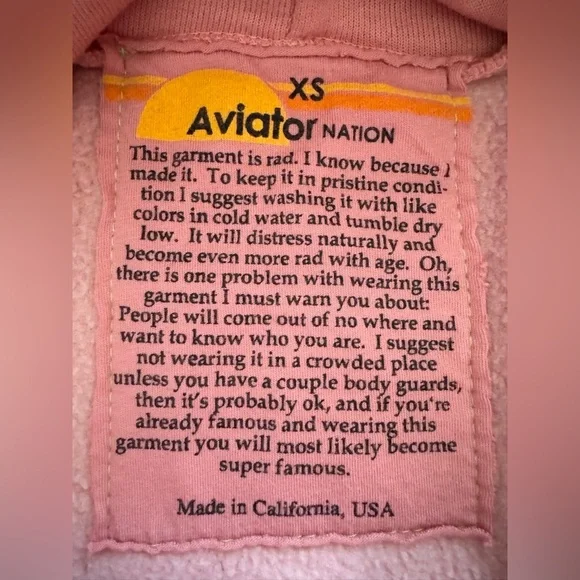 XS
Aviator NATION
This garment is rad. I know because I
made it. To keep it in pristine condi-
tion I suggest washing it with like
colors in cold water and tumble dry
low. It will distress naturally and
become even more rad with age. Oh,
there is one problem with wearing this
garment I must warn you about:
People will come out of no where and
want to know who you are. I suggest
not wearing it in a crowded place
unless you have a couple body guards,
then it's probably ok, and if you're
already famous and wearing this
garment you will most likely become
super famous.
Made in California, USA